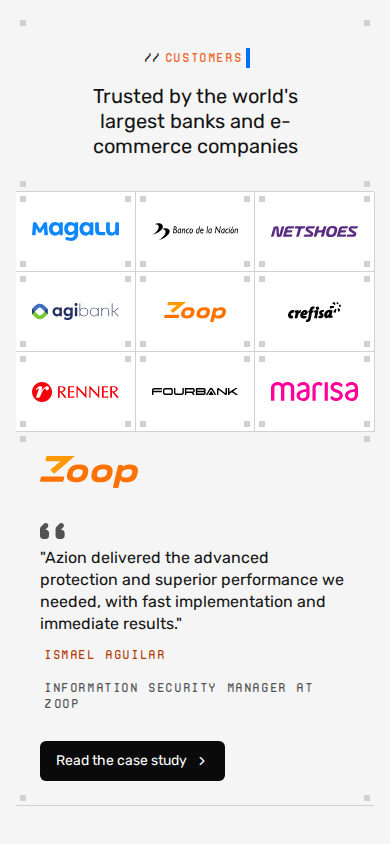 // CUSTOMERS
Trusted by the world's
largest banks and e-
commerce companies
Magalu
Banco de la Nación
NETSHOES
agibank
Zoop
crefisa
RENNER
FOURBANK
marisa
Zoop
"Azion delivered the advanced
protection and superior performance we
needed, with fast implementation and
immediate results."
ISMAEL AGUILAR
INFORMATION SECURITY MANAGER AT
ZOOP
Read the case study